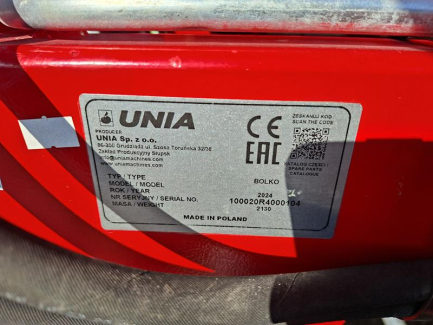 UNIA
PRODUCER
UNIA Sp. z o.o.
86-300 Grudziądz ul. Szosa Toruńska 32/38
Zakład Produkcyjny Słupsk
info@uniamachines.com
www.uniamachines.com
CE
EAC
ZESKANUJ KOD
SCAN THE CODE
KATALOG CZĘŚCI
SPARE PARTS
CATALOGUE
TYP / TYPE
MODEL / MODEL BOLKO
ROK / YEAR 2024
NR SERYJNY / SERIAL NO. 100020R4000104
MASA / WEIGHT 2130
MADE IN POLAND